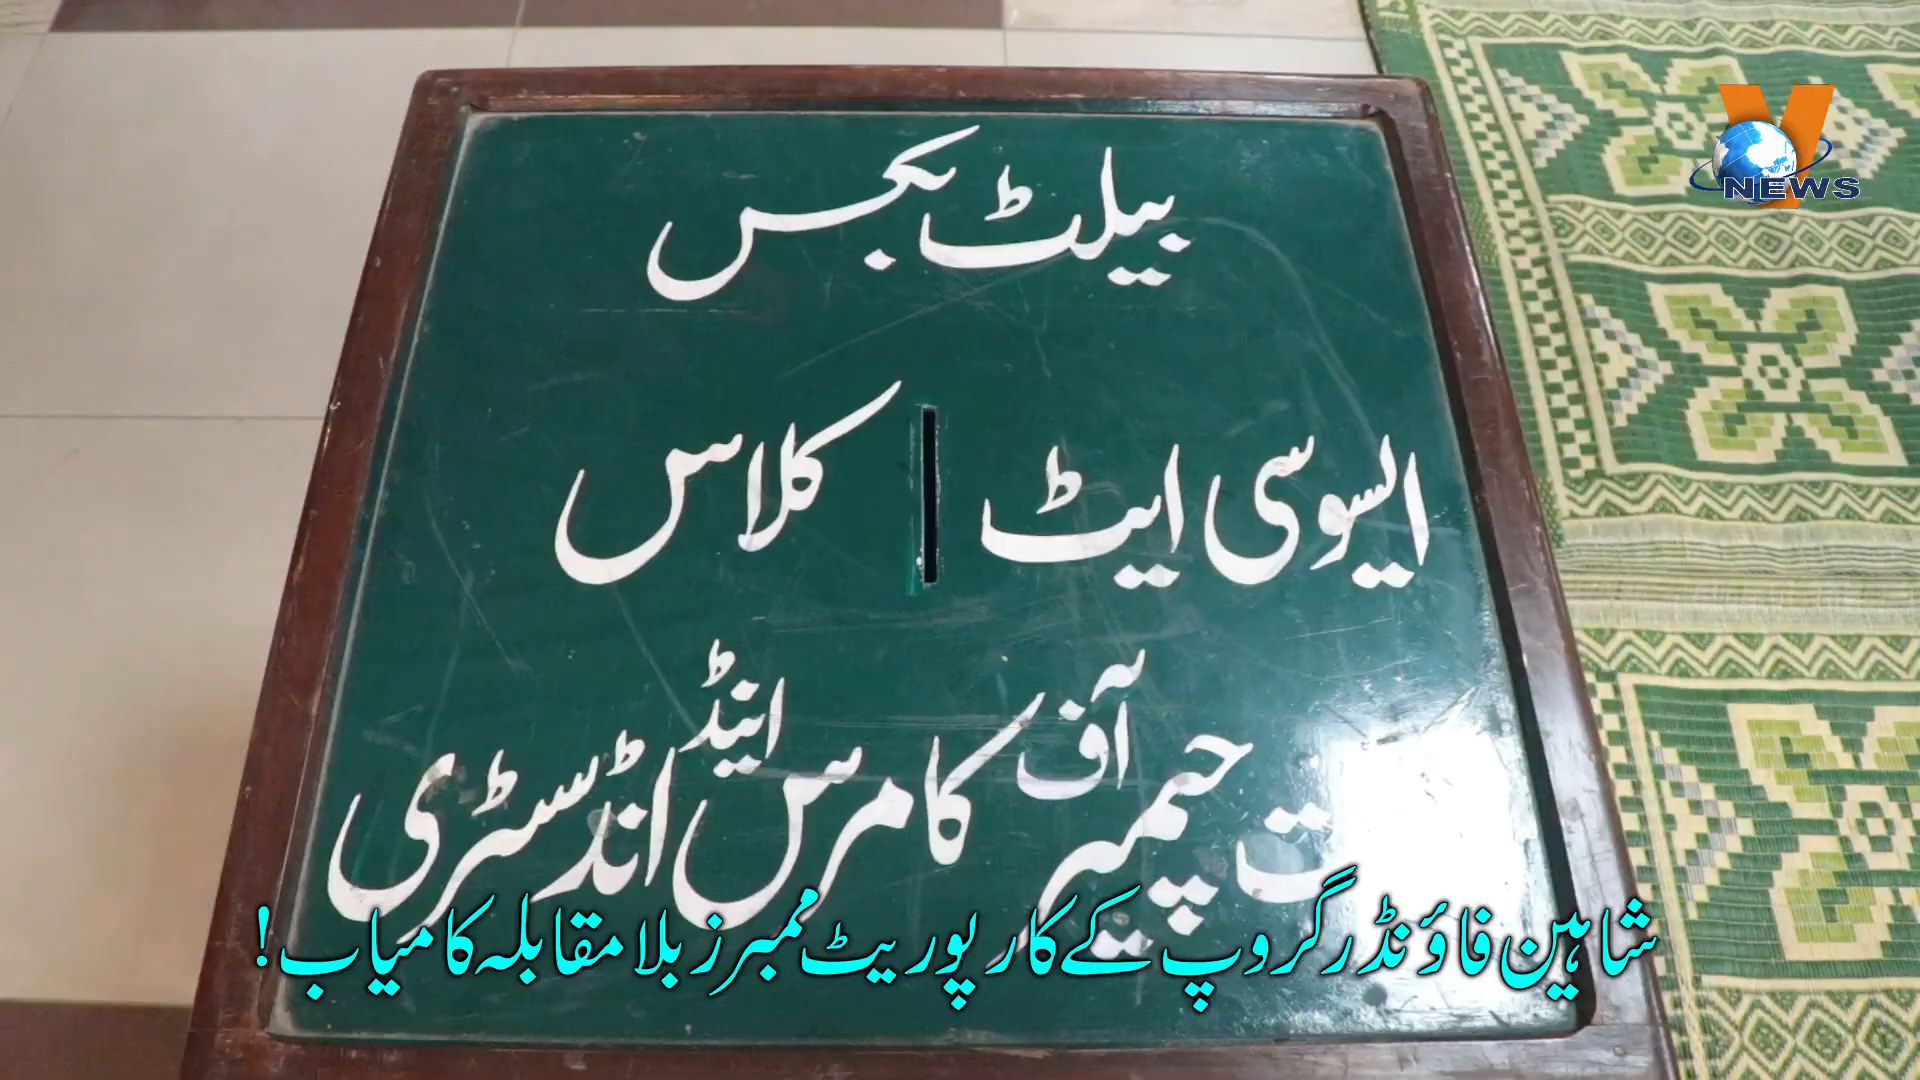 بیلٹ بکس
ایسوسی ایٹ کلاس
چیمبر آف کامرس اینڈ انڈسٹری
شاہین فاؤنڈر گروپ کے کارپوریٹ ممبرز بلا مقابلہ کامیاب!
V NEWS